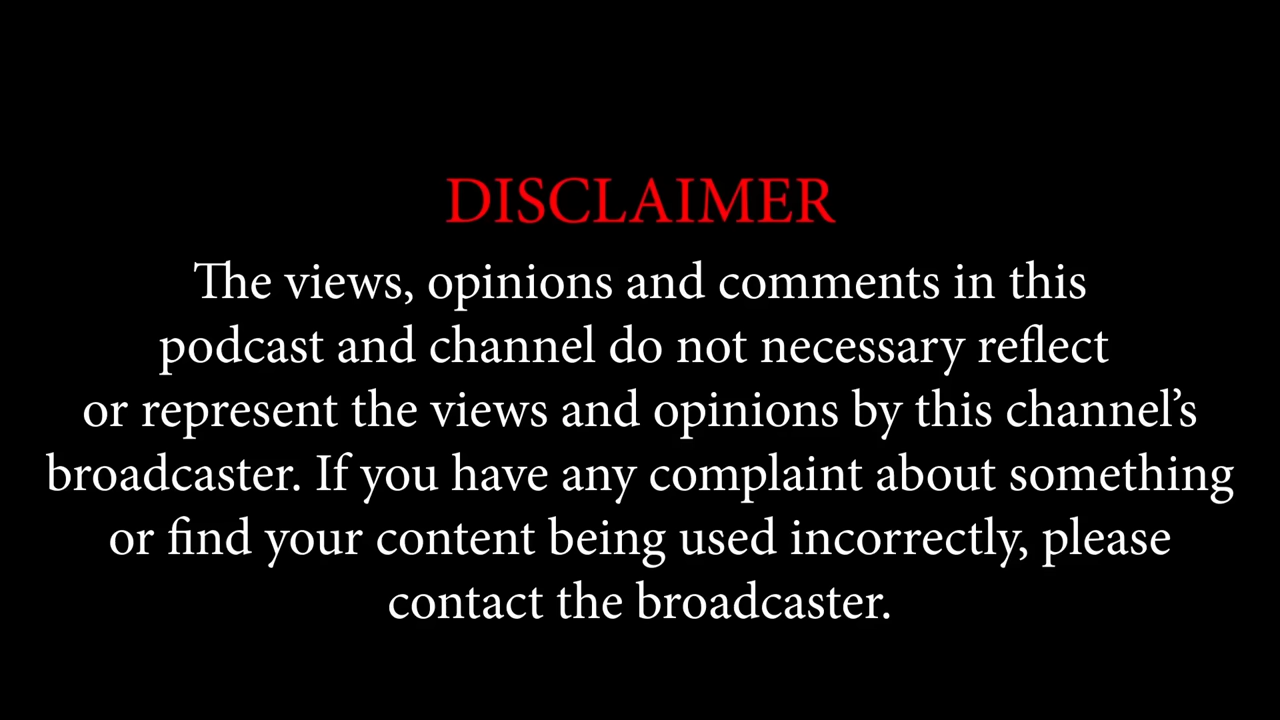 DISCLAIMER
The views, opinions and comments in this
podcast and channel do not necessary reflect
or represent the views and opinions by this channel’s
broadcaster. If you have any complaint about something
or find your content being used incorrectly, please
contact the broadcaster.